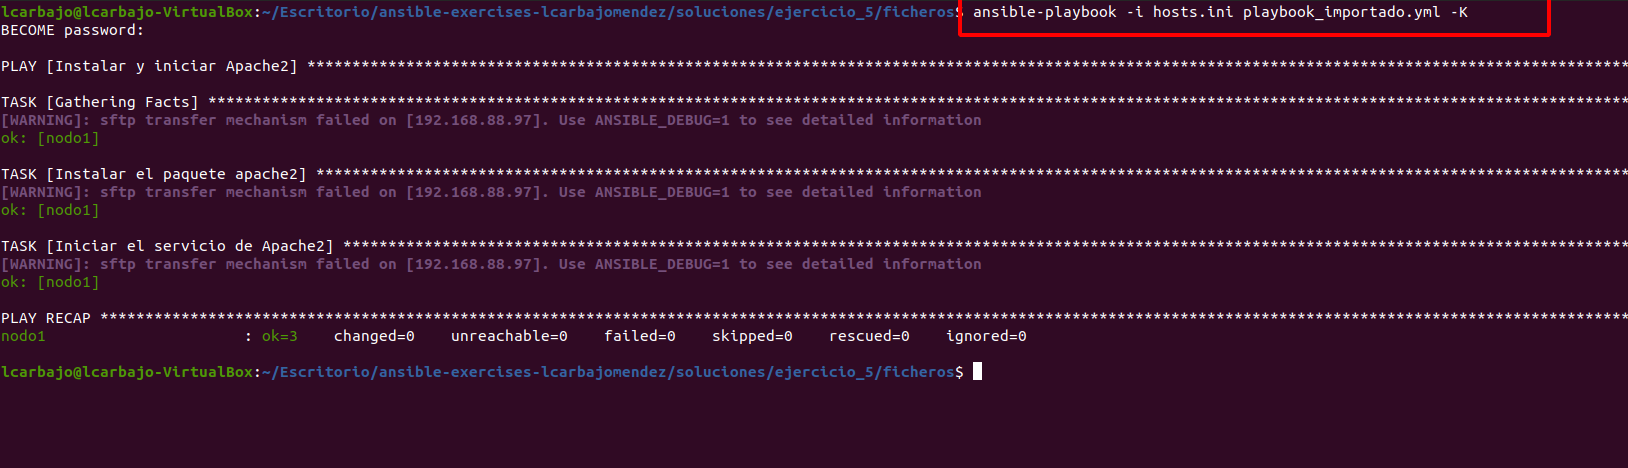 lcarbajo@lcarbajo-VirtualBox:~/Escritorio/ansible-exercises-lcarbajomendez/soluciones/ejercicio_5/ficheros$ ansible-playbook -i hosts.ini playbook_importado.yml -K
BECOME password:
PLAY [Instalar y iniciar Apache2] ***************************************************************************************************************************************************
TASK [Gathering Facts] **************************************************************************************************************************************************************
[WARNING]: sftp transfer mechanism failed on [192.168.88.97]. Use ANSIBLE_DEBUG=1 to see detailed information
ok: [nodo1]
TASK [Instalar el paquete apache2] **************************************************************************************************************************************************
[WARNING]: sftp transfer mechanism failed on [192.168.88.97]. Use ANSIBLE_DEBUG=1 to see detailed information
ok: [nodo1]
TASK [Iniciar el servicio de Apache2] ***********************************************************************************************************************************************
[WARNING]: sftp transfer mechanism failed on [192.168.88.97]. Use ANSIBLE_DEBUG=1 to see detailed information
ok: [nodo1]
PLAY RECAP **************************************************************************************************************************************************************************
nodo1                      : ok=3    changed=0    unreachable=0    failed=0    skipped=0    rescued=0    ignored=0
lcarbajo@lcarbajo-VirtualBox:~/Escritorio/ansible-exercises-lcarbajomendez/soluciones/ejercicio_5/ficheros$